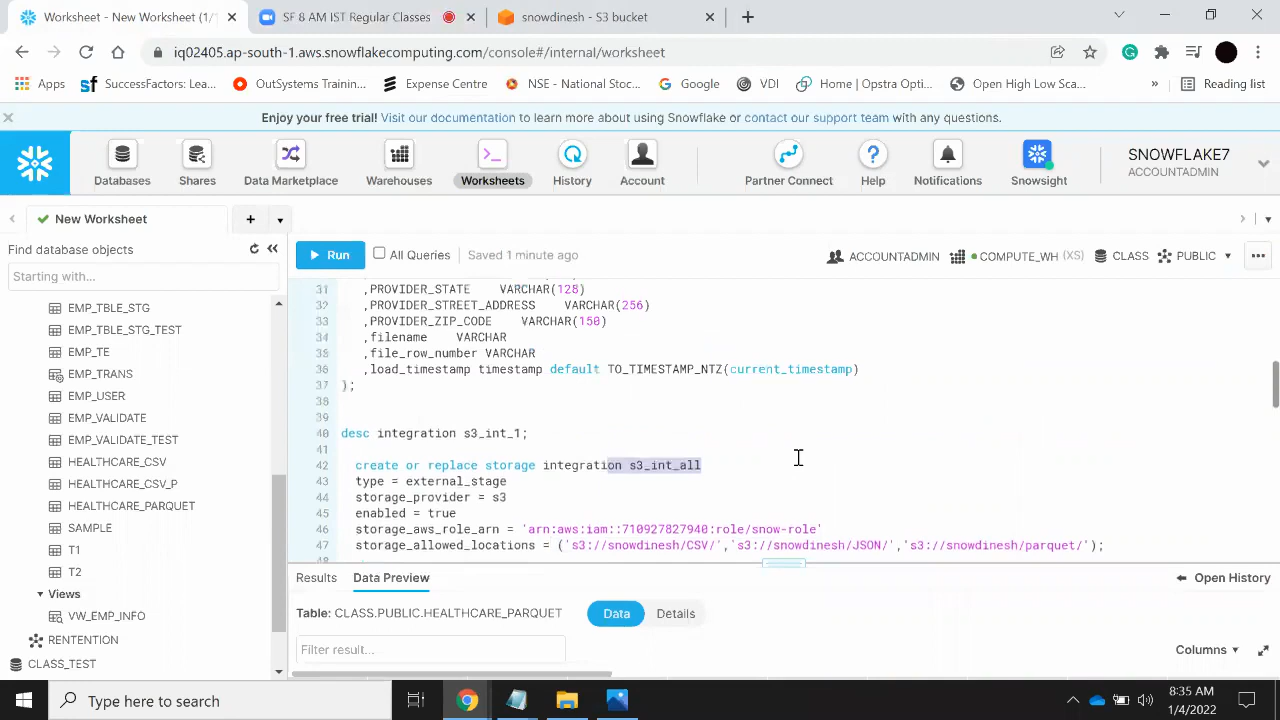 Worksheet - New Worksheet (1/1
SF & AM IST Regular Classes
snowdinesh - S3 bucket
iq02405.ap-south-1.aws.snowflakecomputing.com/console#/internal/worksheet
Apps
SuccessFactors: Lea...
OutSystems Training...
Expense Centre
NSE - National Stoc...
Google
VDI
Home | Opstra Opti...
Open High Low Sca...
»
Reading list
Enjoy your free trial! Visit our documentation to learn more about using Snowflake or contact our support team with any questions.
Databases
Shares
Data Marketplace
Warehouses
Worksheets
History
Account
Partner Connect
Help
Notifications
Snowsight
SNOWFLAKE7
ACCOUNTADMIN
New Worksheet
Find database objects
Starting with...
Run
All Queries
Saved 1 minute ago
ACCOUNTADMIN
COMPUTE_WH (XS)
CLASS
PUBLIC
EMP_TBLE_STG
EMP_TBLE_STG_TEST
EMP_TE
EMP_TRANS
EMP_USER
EMP_VALIDATE
EMP_VALIDATE_TEST
HEALTHCARE_CSV
HEALTHCARE_CSV_P
HEALTHCARE_PARQUET
SAMPLE
T1
T2
Views
VW_EMP_INFO
RENTENTION
CLASS_TEST
31 ,PROVIDER_STATE VARCHAR(128)
32 ,PROVIDER_STREET_ADDRESS VARCHAR(256)
33 ,PROVIDER_ZIP_CODE VARCHAR(150)
34 ,filename VARCHAR
35 ,file_row_number VARCHAR
36 ,load_timestamp timestamp default TO_TIMESTAMP_NTZ(current_timestamp)
37 );
38
39
40 desc integration s3_int_1;
41
42 create or replace storage integration s3_int_all
43 type = external_stage
44 storage_provider = s3
45 enabled = true
46 storage_aws_role_arn = 'arn:aws:iam::710927827940:role/snow-role'
47 storage_allowed_locations = ('s3://snowdinesh/CSV/','s3://snowdinesh/JSON/','s3://snowdinesh/parquet/');
48
Results
Data Preview
Open History
Table: CLASS.PUBLIC.HEALTHCARE_PARQUET
Data
Details
Filter result...
Columns
Type here to search
8:35 AM
1/4/2022